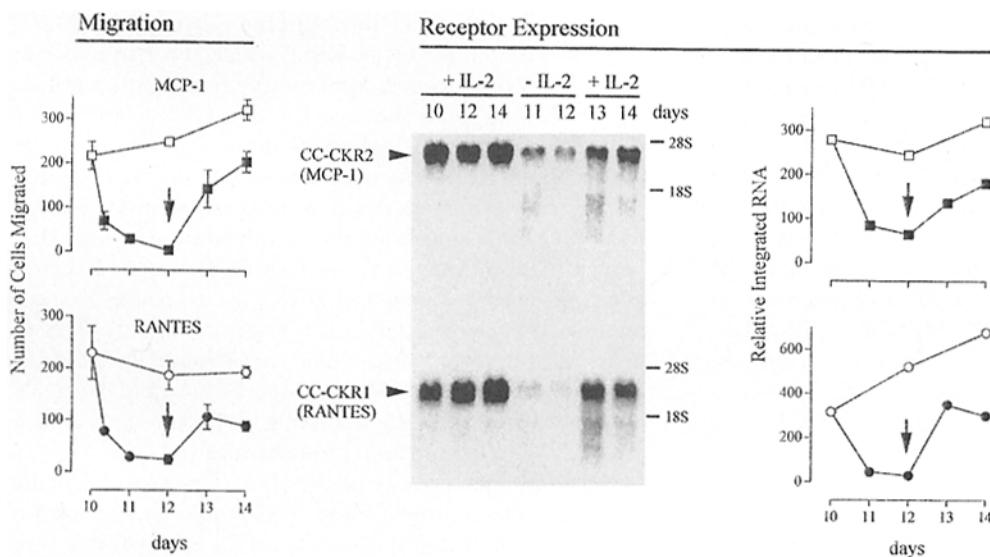 Migration
Receptor Expression
MCP-1
Number of Cells Migrated
300
200
100
0
RANTES
300
200
100
0
10 11 12 13 14
days
+ IL-2 - IL-2 + IL-2
10 12 14 11 12 13 14 days
CC-CKR2
(MCP-1)
28S
18S
CC-CKR1
(RANTES)
28S
18S
Relative Integrated RNA
300
200
100
0
600
400
200
0
10 11 12 13 14
days